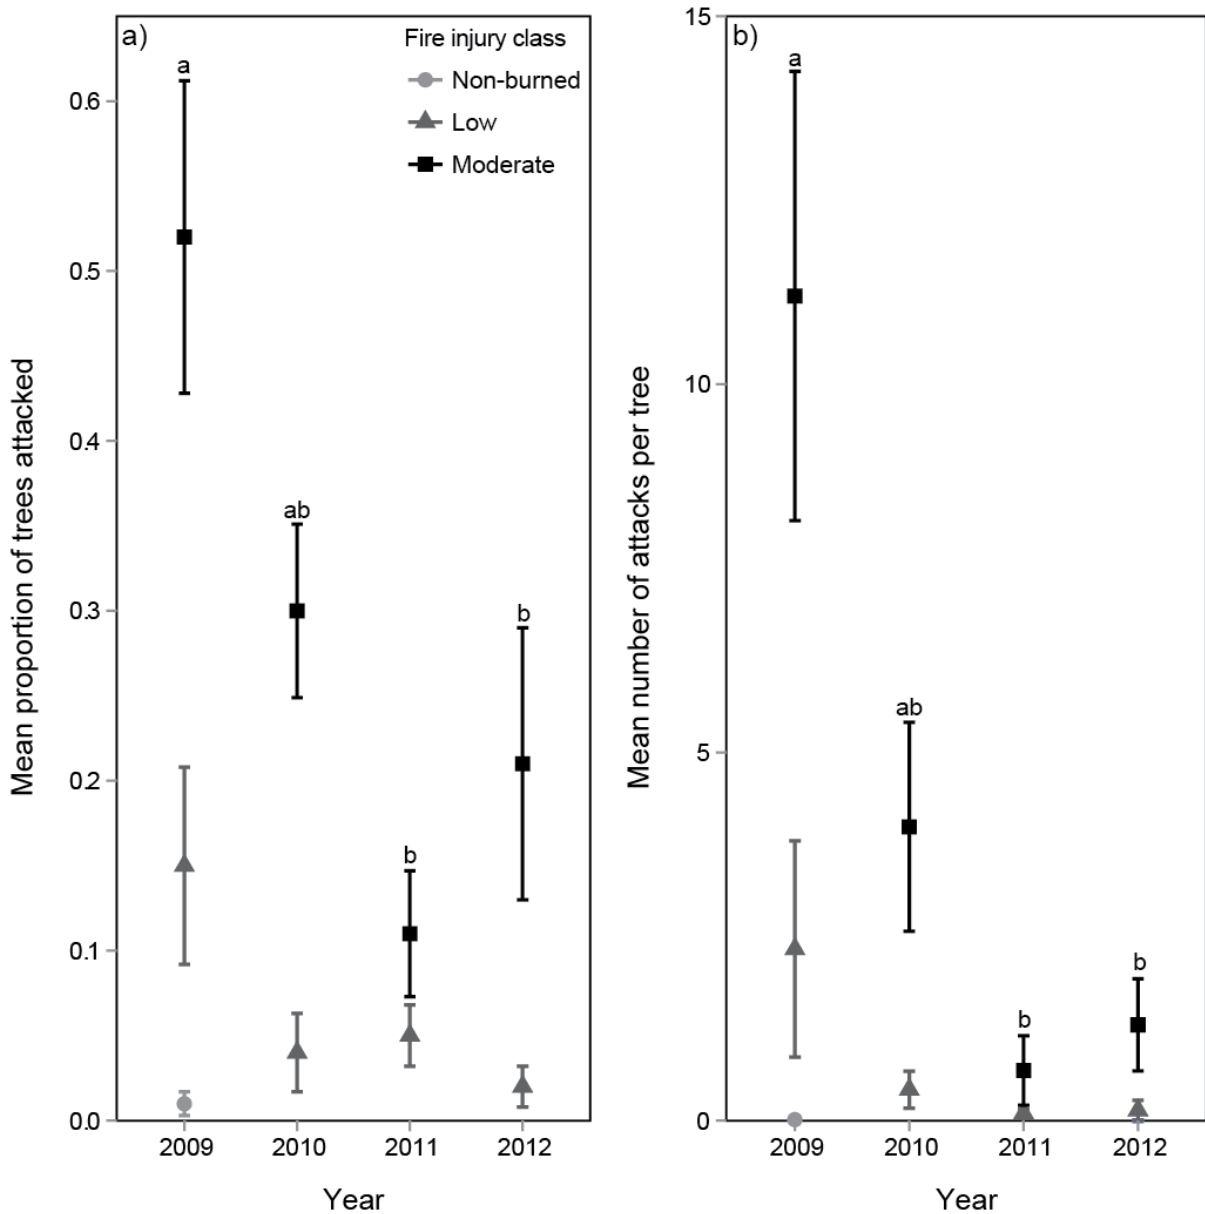 a)
Fire injury class
Non-burned
Low
Moderate
a
ab
b
b
0.6
0.5
0.4
0.3
0.2
0.1
0.0
Mean proportion of trees attacked
2009 2010 2011 2012
Year
b)
a
ab
b
b
15
10
5
0
Mean number of attacks per tree
2009 2010 2011 2012
Year